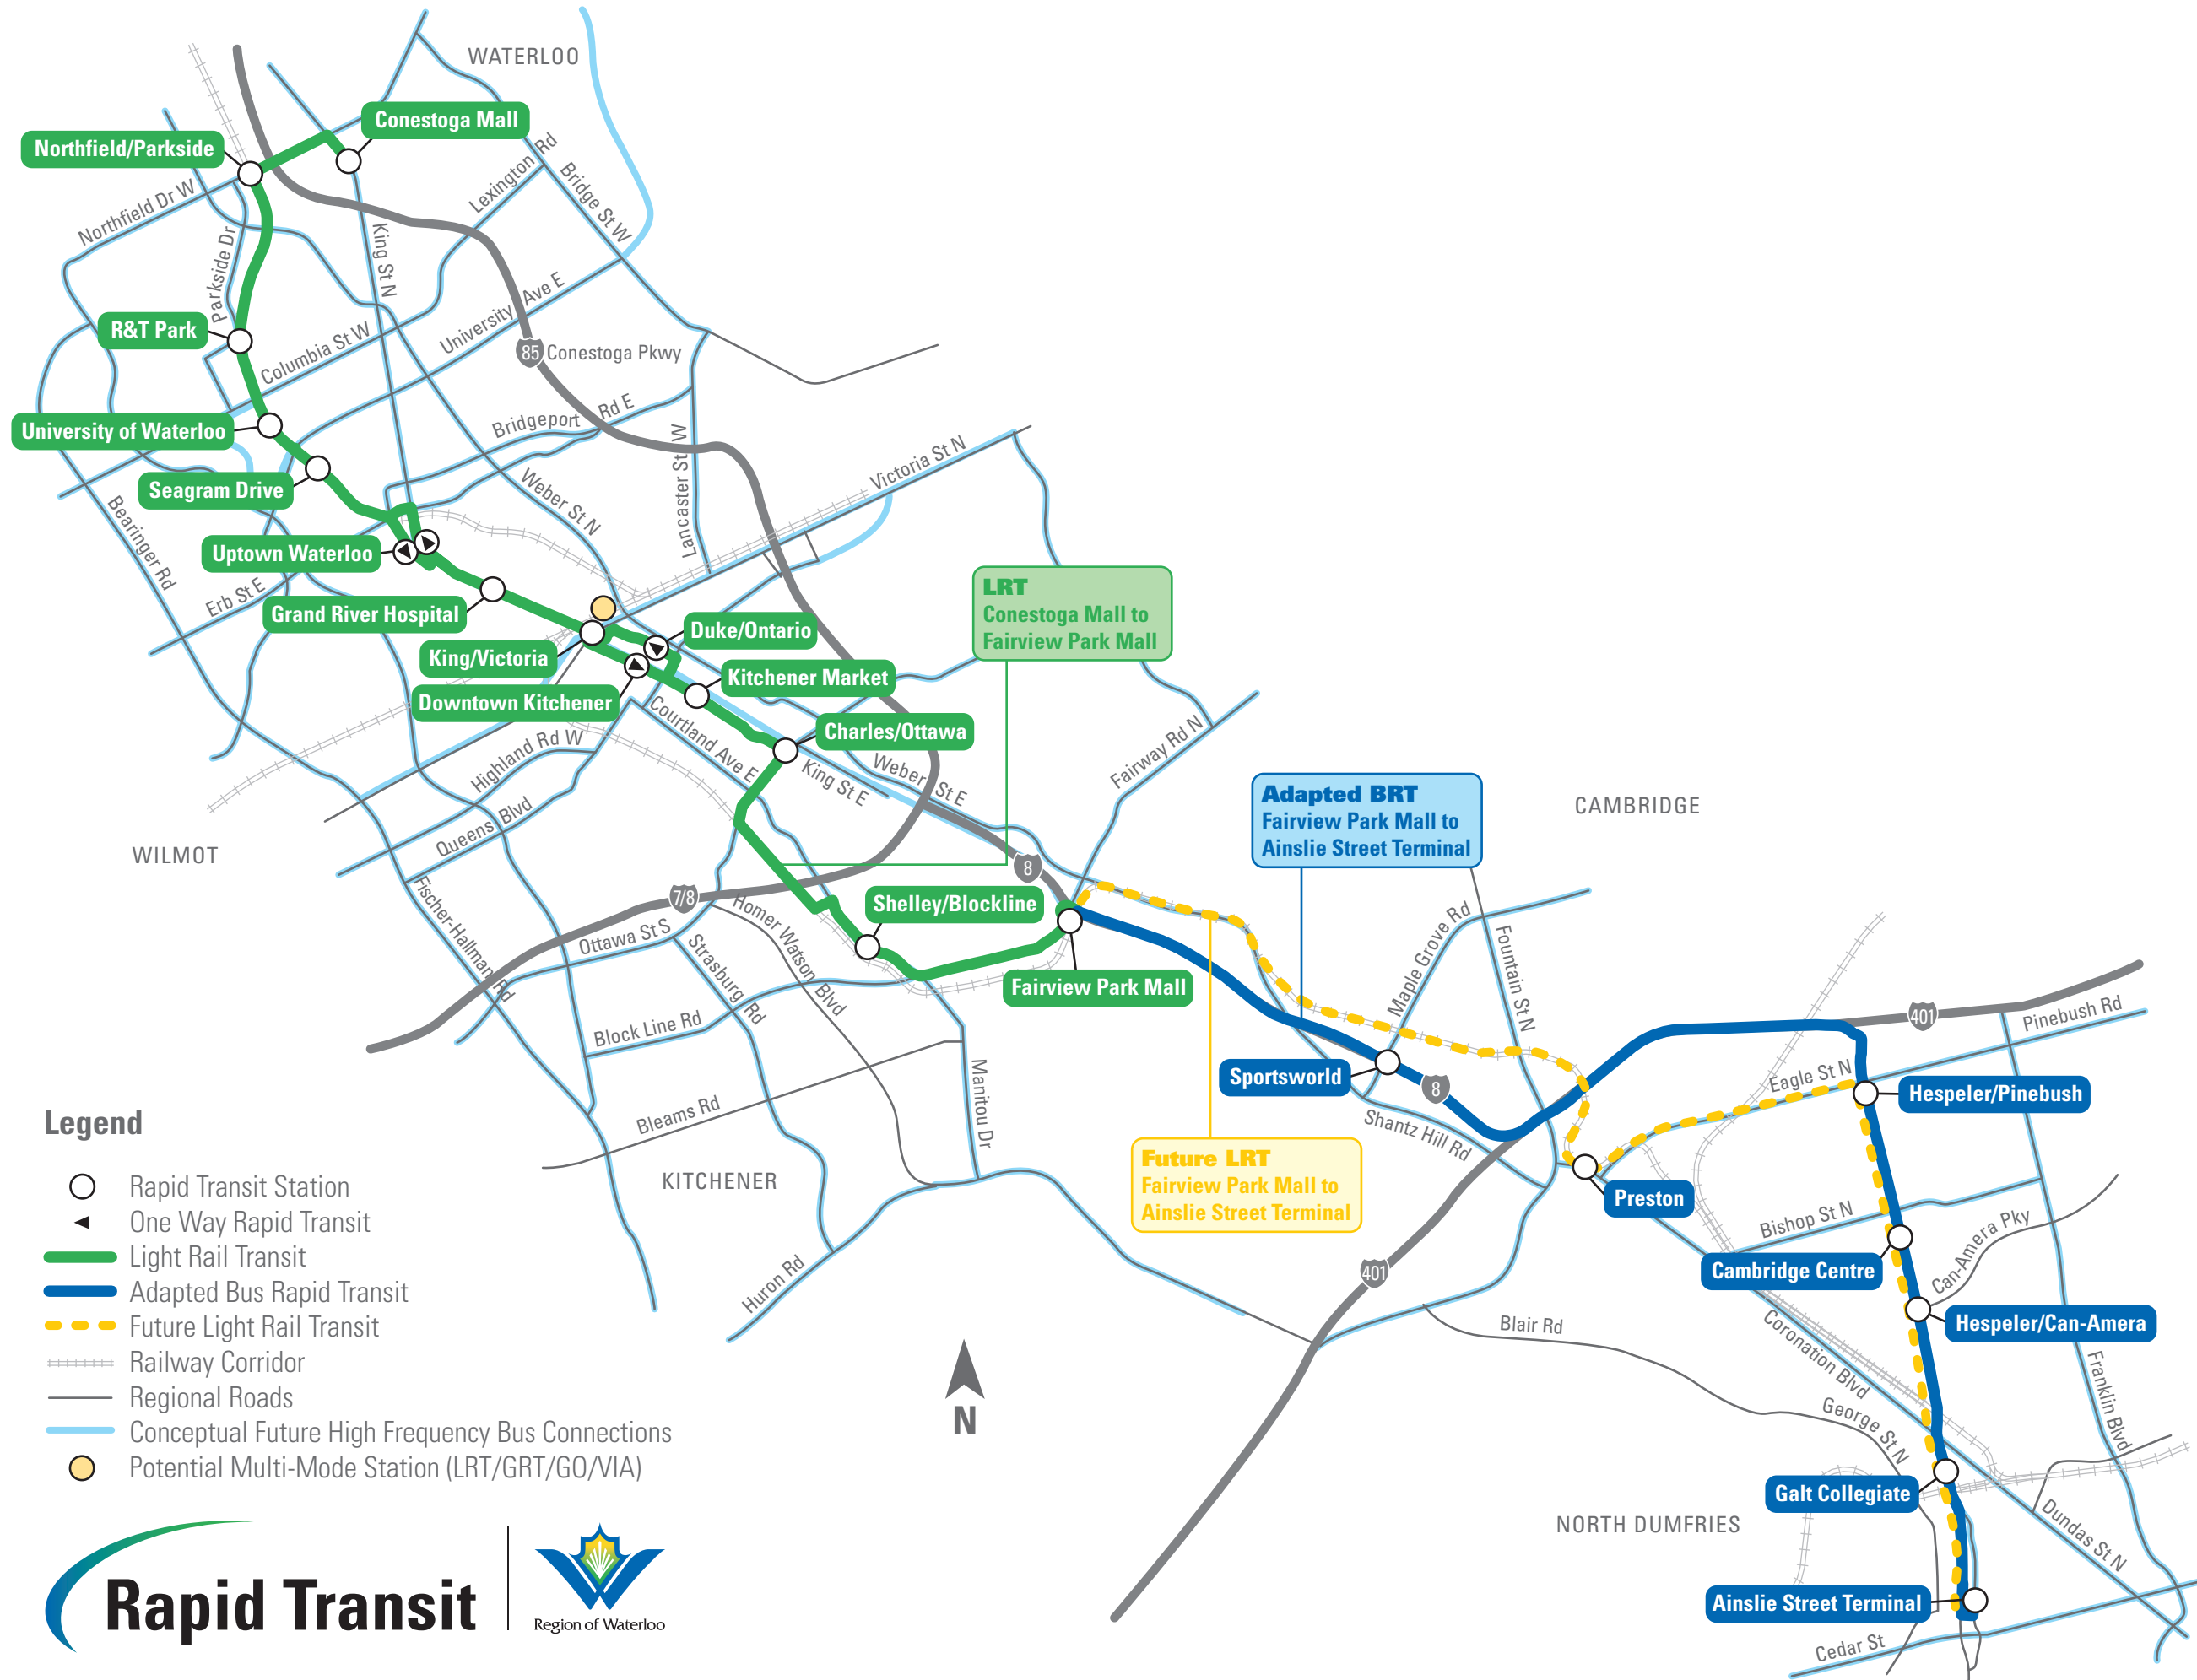 WATERLOO
Conestoga Mall
Northfield/Parkside
Lexington Rd
Bridge St W
Northfield Dr W
Parkside Dr
King St N
R&T Park
Columbia St W
University Ave E
85
Conestoga Pkwy
University of Waterloo
Bridgeport Rd E
Lancaster St W
Victoria St N
Seagram Drive
Weber St N
Bearinger Rd
Uptown Waterloo
Erb St E
Grand River Hospital
Duke/Ontario
King/Victoria
Kitchener Market
Downtown Kitchener
Charles/Ottawa
LRT
Conestoga Mall to
Fairview Park Mall
Courtland Ave E
Highland Rd W
King St E
Weber St E
Fairway Rd N
Queens Blvd
WILMOT
Adapted BRT
Fairview Park Mall to
Ainslie Street Terminal
CAMBRIDGE
8
7/8
Fischer-Hallman Rd
Shelley/Blockline
Homer Watson Blvd
Ottawa St S
Strasburg Rd
Fairview Park Mall
Maple Grove Rd
Fountain St N
Block Line Rd
401
Pinebush Rd
Sportsworld
8
Eagle St N
Hespeler/Pinebush
Manitou Dr
Bleams Rd
Shantz Hill Rd
Future LRT
Fairview Park Mall to
Ainslie Street Terminal
KITCHENER
Preston
Bishop St N
Can-Amera Pky
Cambridge Centre
Huron Rd
401
Hespeler/Can-Amera
Blair Rd
Coronation Blvd
Franklin Blvd
George St N
Galt Collegiate
NORTH DUMFRIES
Dundas St N
Ainslie Street Terminal
Cedar St
N
Legend
Rapid Transit Station
One Way Rapid Transit
Light Rail Transit
Adapted Bus Rapid Transit
Future Light Rail Transit
Railway Corridor
Regional Roads
Conceptual Future High Frequency Bus Connections
Potential Multi-Mode Station (LRT/GRT/GO/VIA)
Rapid Transit
Region of Waterloo